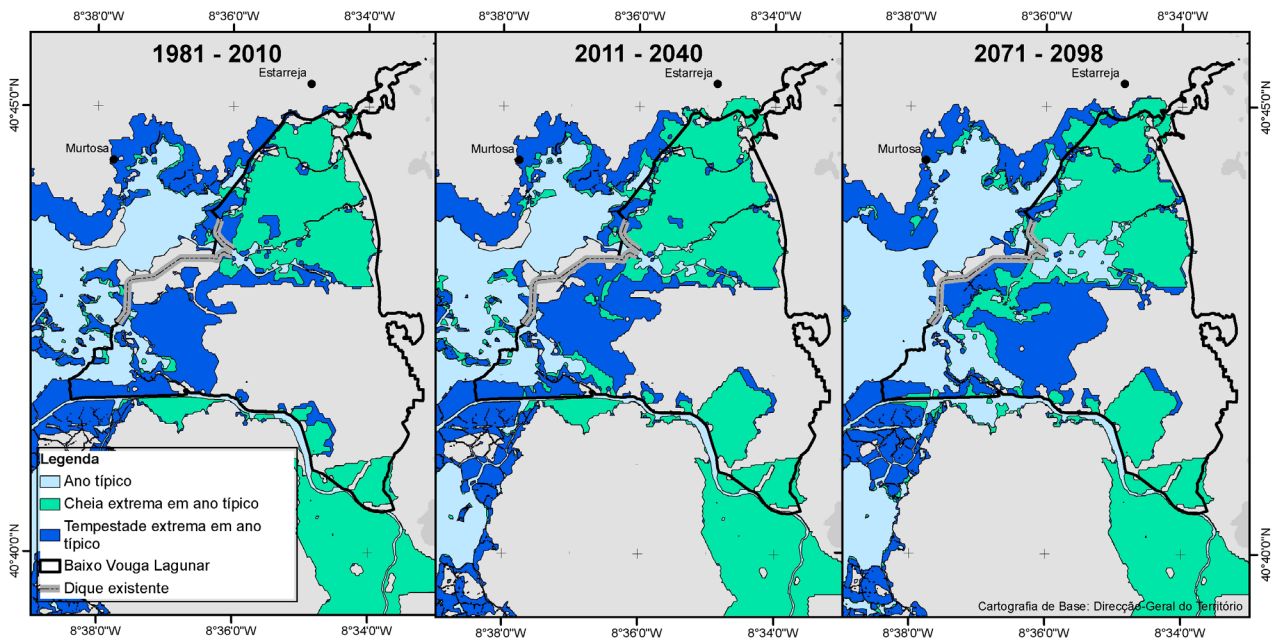 8°38'0"W 8°36'0"W 8°34'0"W 8°38'0"W 8°36'0"W 8°34'0"W 8°38'0"W 8°36'0"W 8°34'0"W
1981 - 2010
Estarreja
Murtosa
2011 - 2040
Estarreja
Murtosa
2071 - 2098
Estarreja
Murtosa
40°45'0"N
40°45'0"N
Legenda
Ano típico
Cheia extrema em ano típico
Tempestade extrema em ano
típico
Baixo Vouga Lagunar
Dique existente
40°40'0"N
40°40'0"N
Cartografia de Base: Direcção-Geral do Território
8°38'0"W 8°36'0"W 8°34'0"W 8°38'0"W 8°36'0"W 8°34'0"W 8°38'0"W 8°36'0"W 8°34'0"W